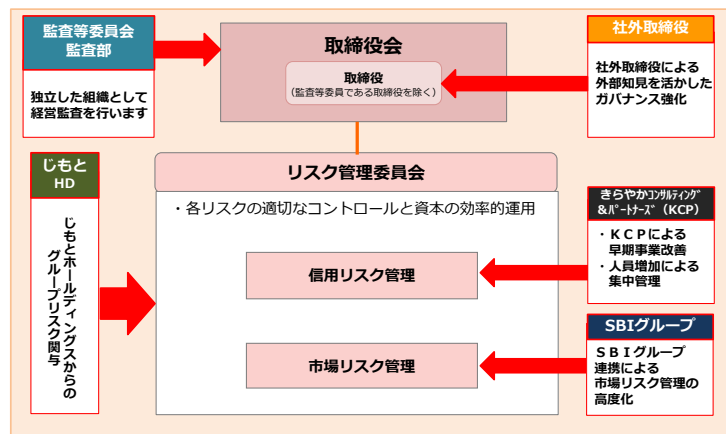 監査等委員会
監査部
独立した組織として
経営監査を行います
取締役会
取締役
(監査等委員である取締役を除く)
社外取締役
社外取締役による
外部知見を活かした
ガバナンス強化
じもと
HD
じもとホールディングスからの
グループリスク関与
リスク管理委員会
・各リスクの適切なコントロールと資本の効率的運用
信用リスク管理
市場リスク管理
きらやかコンサルティング
&パートナーズ(KCP)
・KCPによる
早期事業改善
・人員増加による
集中管理
SBIグループ
SBIグループ
連携による
市場リスク管理の
高度化